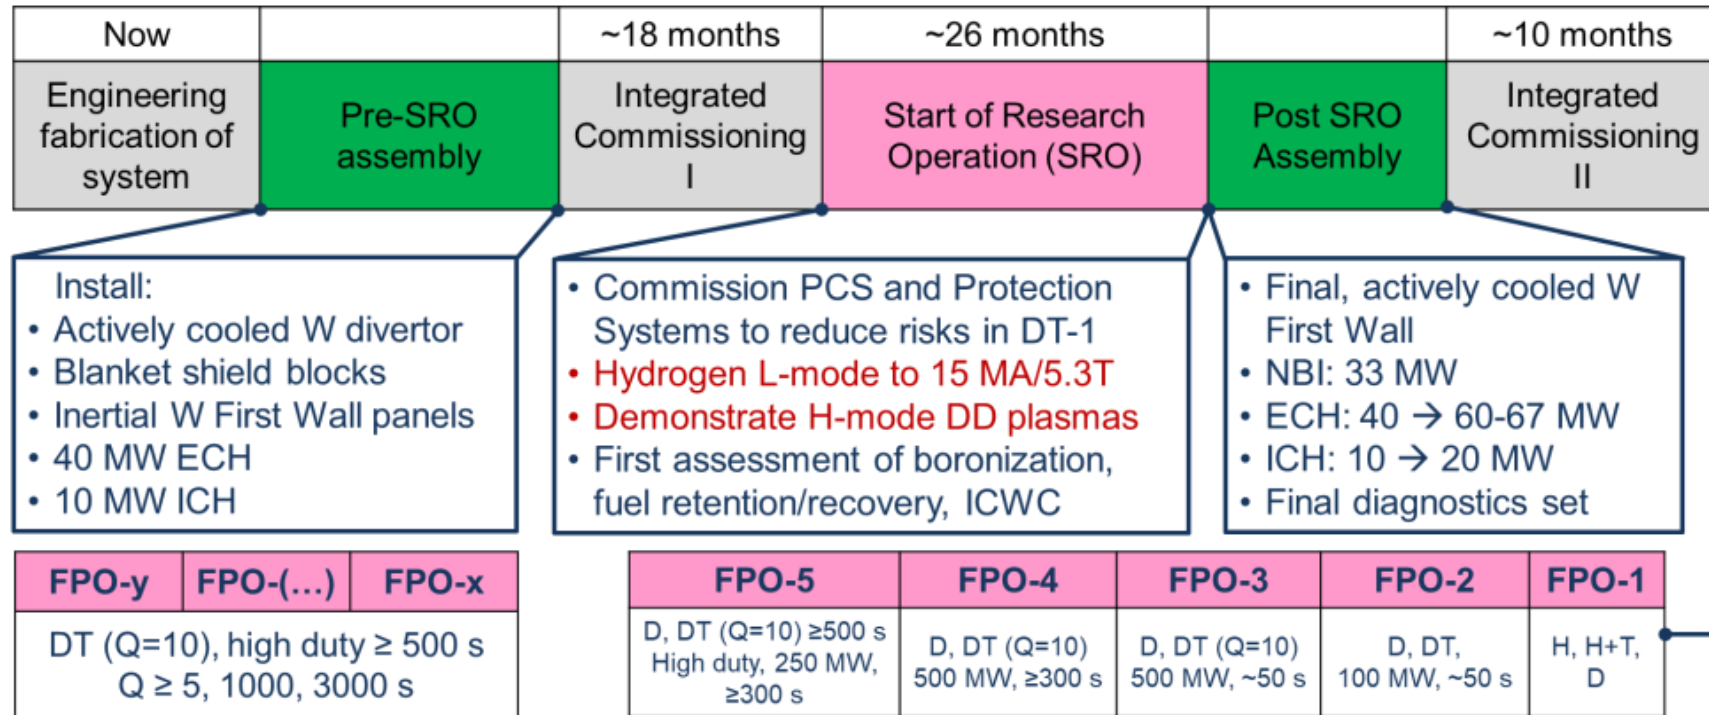 Now
~18 months
~26 months
~10 months
Engineering
fabrication of
system
Pre-SRO
assembly
Integrated
Commissioning
I
Start of Research
Operation (SRO)
Post SRO
Assembly
Integrated
Commissioning
II
Install:
• Actively cooled W divertor
• Blanket shield blocks
• Inertial W First Wall panels
• 40 MW ECH
• 10 MW ICH
• Commission PCS and Protection
Systems to reduce risks in DT-1
• Hydrogen L-mode to 15 MA/5.3T
• Demonstrate H-mode DD plasmas
• First assessment of boronization,
fuel retention/recovery, ICWC
• Final, actively cooled W
First Wall
• NBI: 33 MW
• ECH: 40 → 60-67 MW
• ICH: 10 → 20 MW
• Final diagnostics set
FPO-y
FPO-(...)
FPO-x
DT (Q=10), high duty ≥ 500 s
Q ≥ 5, 1000, 3000 s
FPO-5
FPO-4
FPO-3
FPO-2
FPO-1
D, DT (Q=10) ≥500 s
High duty, 250 MW,
≥300 s
D, DT (Q=10)
500 MW, ≥300 s
D, DT (Q=10)
500 MW, ~50 s
D, DT,
100 MW, ~50 s
H, H+T,
D